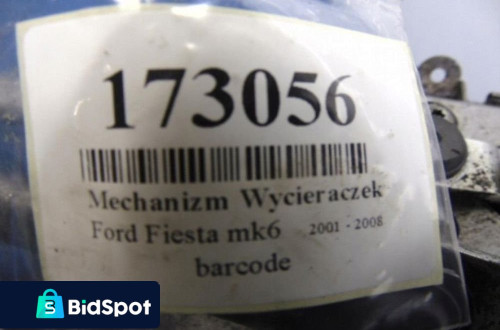 173056
Mechanizm Wycieraczek
Ford Fiesta mk6 2001 - 2008
barcode
S BidSpot